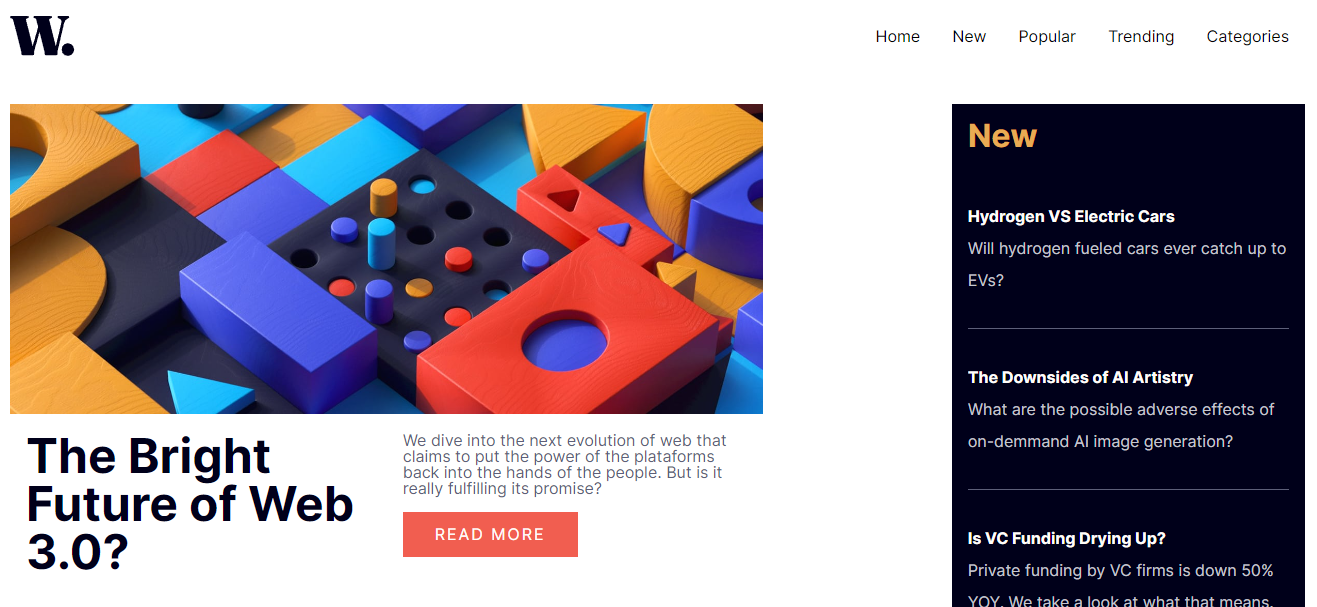 W.
Home New Popular Trending Categories
The Bright
Future of Web
3.0?
We dive into the next evolution of web that
claims to put the power of the plataforms
back into the hands of the people. But is it
really fulfilling its promise?
READ MORE
New
Hydrogen VS Electric Cars
Will hydrogen fueled cars ever catch up to
EVs?
The Downsides of AI Artistry
What are the possible adverse effects of
on-demmand AI image generation?
Is VC Funding Drying Up?
Private funding by VC firms is down 50%
YOY. We take a look at what that means.